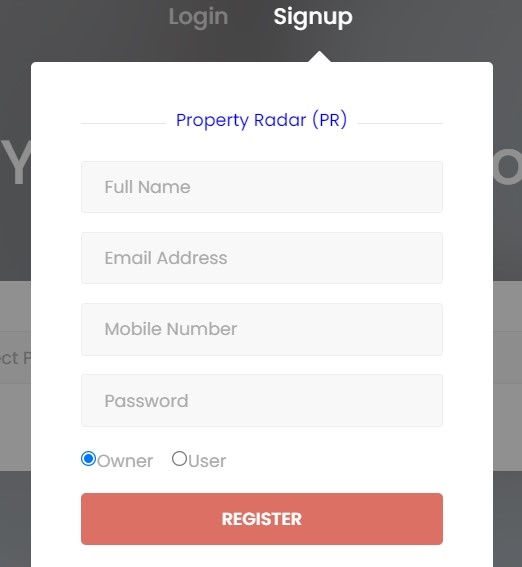 Login Signup
Property Radar (PR)
Full Name
Email Address
Mobile Number
Password
Owner User
REGISTER